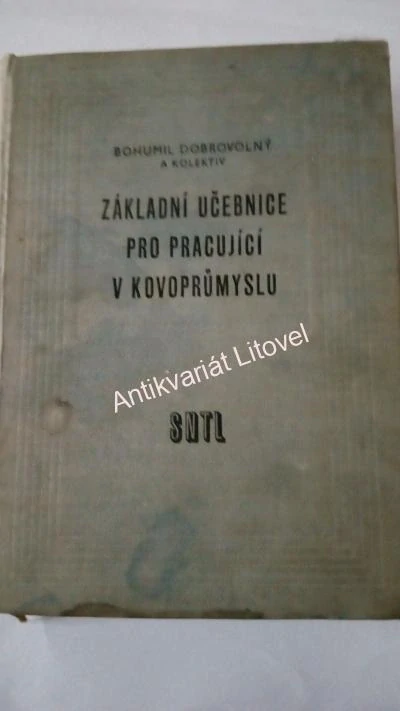 BOHUMIL DOBROVOLNÝ
A KOLEKTIV
ZÁKLADNÍ UČEBNICE
PRO PRACUJÍCÍ
V KOVOPRŮMYSLU
Antikvariát Litovel
SNTL